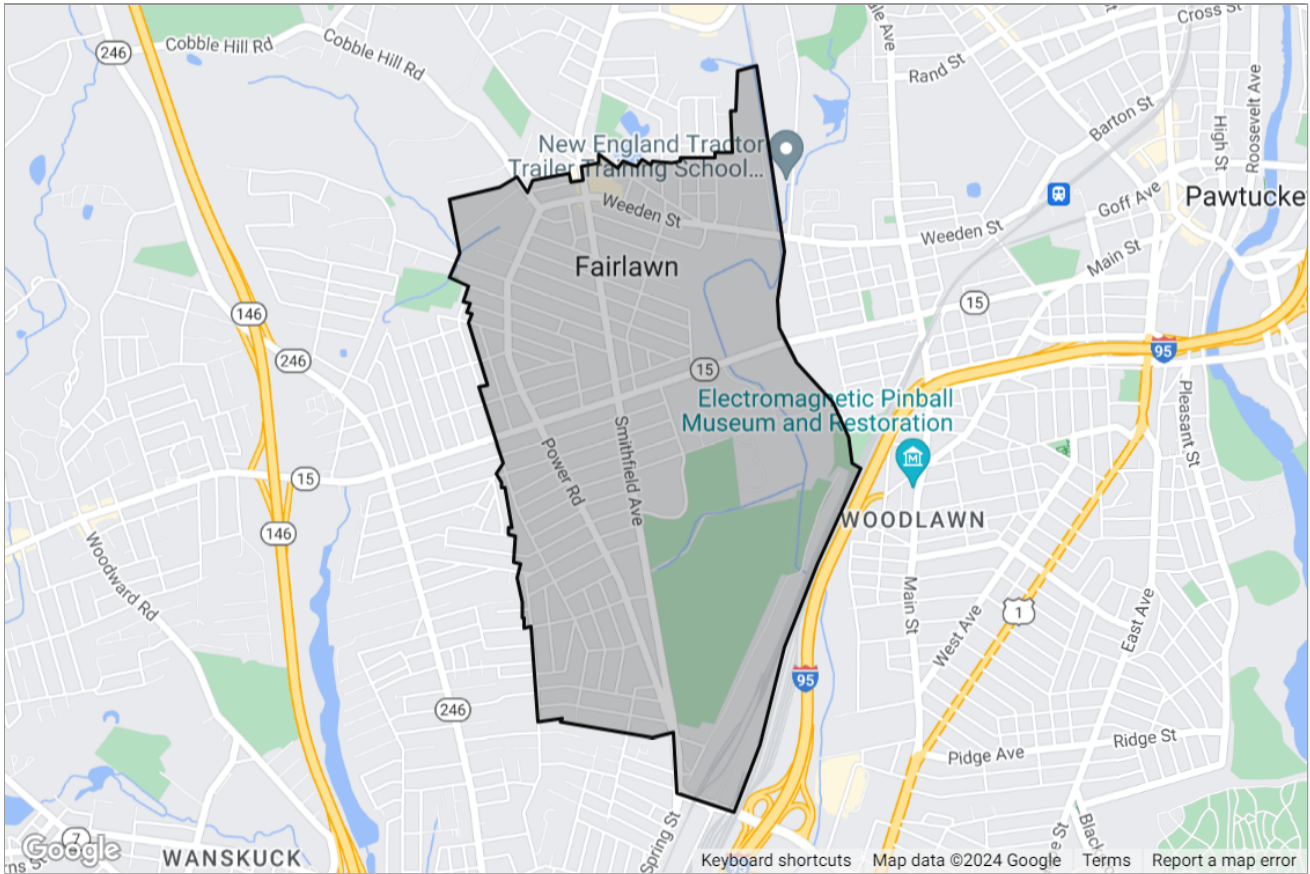 Cross St
246
Cobble Hill Rd
Cobble Hill Rd
Rand St
Roosevelt Ave
High St
Barton St
New England Tractor
Trailer Training School...
Pawtucke
Goff Ave
Weeden St
Weeden St
Main St
Fairlawn
15
146
246
95
15
Electromagnetic Pinball
Museum and Restoration
Pleasant St
Smithfield Ave
Power Rd
15
WOODLAWN
146
Woodward Rd
Main St
West Ave
1
East Ave
95
246
Ridge St
Pidge Ave
Spring St
7
Google
WANSKUCK
Keyboard shortcuts
Map data ©2024 Google
Terms
Report a map error